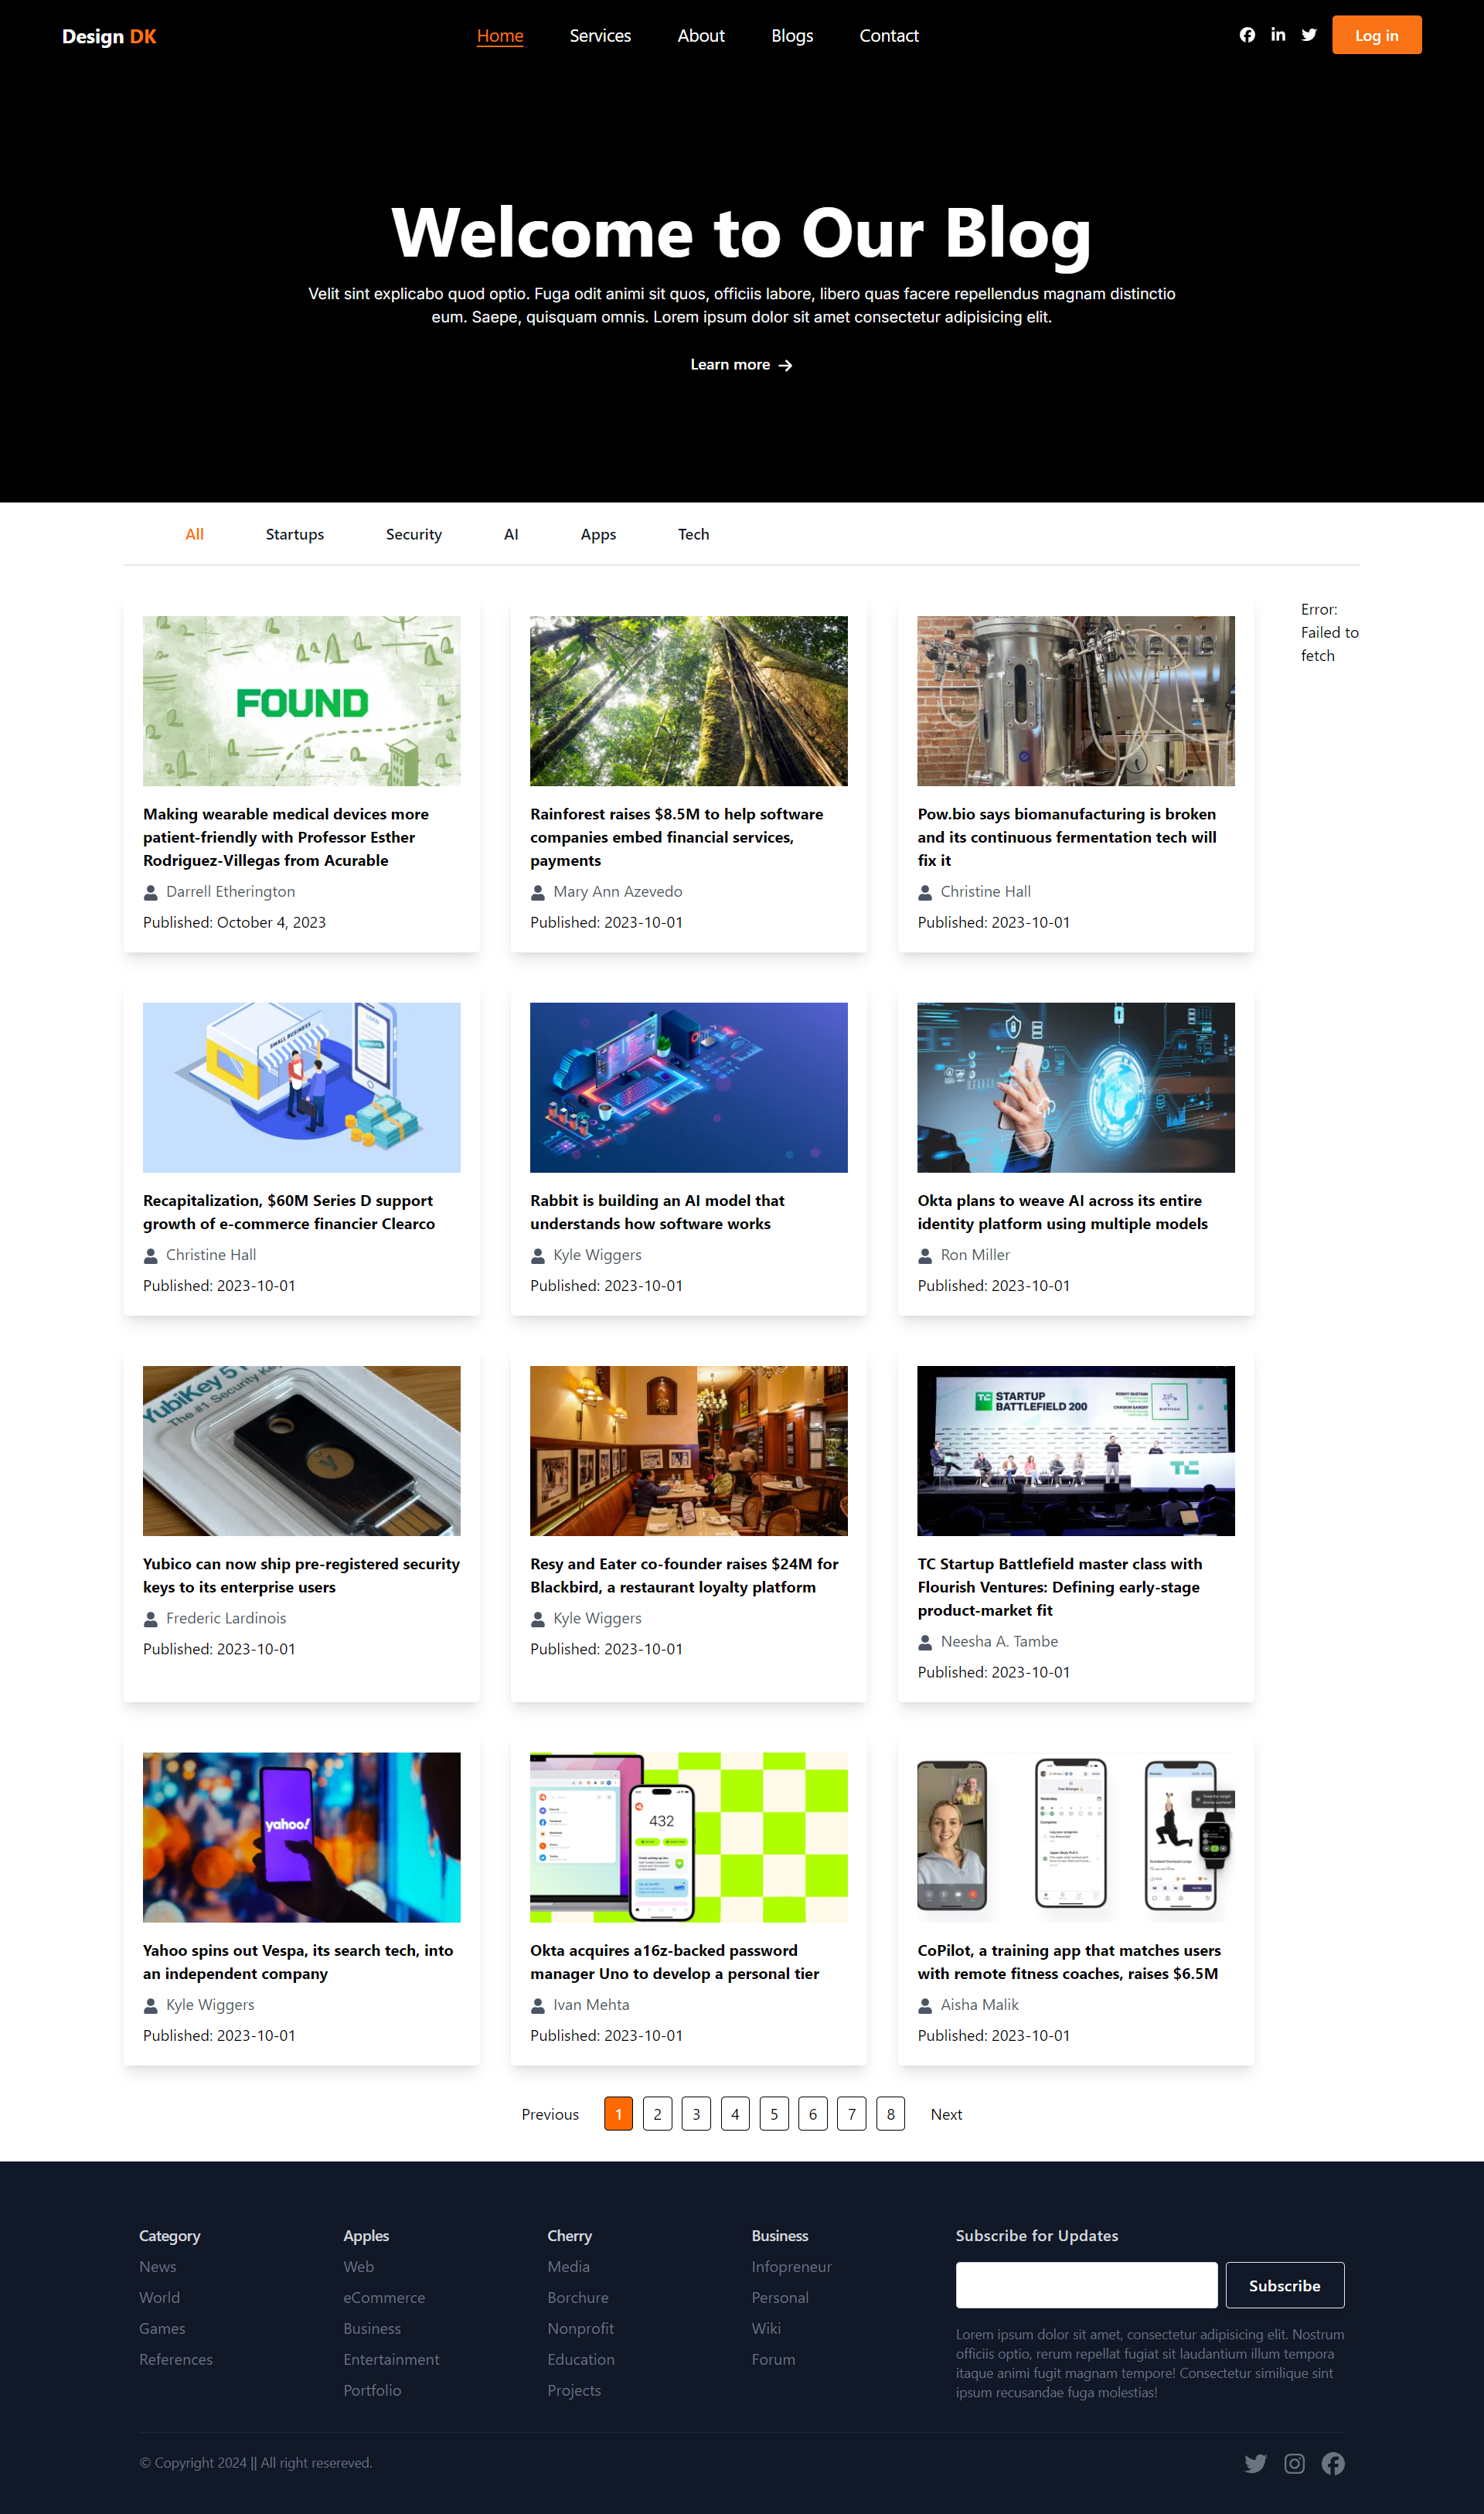 Design DK
Home Services About Blogs Contact
Log in
Welcome to Our Blog
Velit sint explicabo quod optio. Fuga odit animi sit quos, officiis labore, libero quas facere repellendus magnam distinctio
eum. Saepe, quisquam omnis. Lorem ipsum dolor sit amet consectetur adipisicing elit.
Learn more
All Startups Security AI Apps Tech
FOUND
Making wearable medical devices more
patient-friendly with Professor Esther
Rodriguez-Villegas from Acurable
Darrell Etherington
Published: October 4, 2023
Rainforest raises $8.5M to help software
companies embed financial services,
payments
Mary Ann Azevedo
Published: 2023-10-01
Pow.bio says biomanufacturing is broken
and its continuous fermentation tech will
fix it
Christine Hall
Published: 2023-10-01
Error:
Failed to
fetch
SMALL BUSINESS
LOAN
Recapitalization, $60M Series D support
growth of e-commerce financier Clearco
Christine Hall
Published: 2023-10-01
Rabbit is building an AI model that
understands how software works
Kyle Wiggers
Published: 2023-10-01
Okta plans to weave AI across its entire
identity platform using multiple models
Ron Miller
Published: 2023-10-01
YubiKey 5
The #1 Security
Yubico can now ship pre-registered security
keys to its enterprise users
Frederic Lardinois
Published: 2023-10-01
Resy and Eater co-founder raises $24M for
Blackbird, a restaurant loyalty platform
Kyle Wiggers
Published: 2023-10-01
STARTUP
BATTLEFIELD 200
TC
TC Startup Battlefield master class with
Flourish Ventures: Defining early-stage
product-market fit
Neesha A. Tambe
Published: 2023-10-01
yahoo!
Yahoo spins out Vespa, its search tech, into
an independent company
Kyle Wiggers
Published: 2023-10-01
432
Okta acquires a16z-backed password
manager Uno to develop a personal tier
Ivan Mehta
Published: 2023-10-01
CoPilot, a training app that matches users
with remote fitness coaches, raises $6.5M
Aisha Malik
Published: 2023-10-01
Previous 1 2 3 4 5 6 7 8 Next
Category
News
World
Games
References
Apples
Web
eCommerce
Business
Entertainment
Portfolio
Cherry
Media
Borchure
Nonprofit
Education
Projects
Business
Infopreneur
Personal
Wiki
Forum
Subscribe for Updates
Subscribe
Lorem ipsum dolor sit amet, consectetur adipisicing elit. Nostrum
officiis optio, rerum repellat fugiat sit laudantium illum tempora
itaque animi fugit magnam tempore! Consectetur similique sint
ipsum recusandae fuga molestias!
© Copyright 2024 || All right resereved.